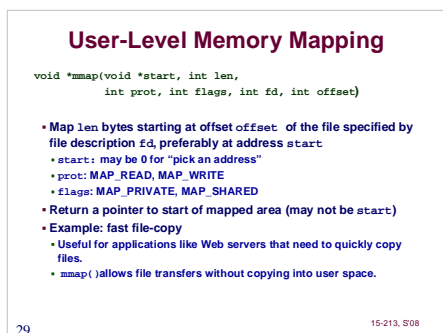 User-Level Memory Mapping
void *mmap(void *start, int len,
int prot, int flags, int fd, int offset)
▪ Map len bytes starting at offset offset of the file specified by
file description fd, preferably at address start
▪ start: may be 0 for “pick an address”
▪ prot: MAP_READ, MAP_WRITE
▪ flags: MAP_PRIVATE, MAP_SHARED
▪ Return a pointer to start of mapped area (may not be start)
▪ Example: fast file-copy
▪ Useful for applications like Web servers that need to quickly copy
files.
▪ mmap()allows file transfers without copying into user space.
29
15-213, S’08